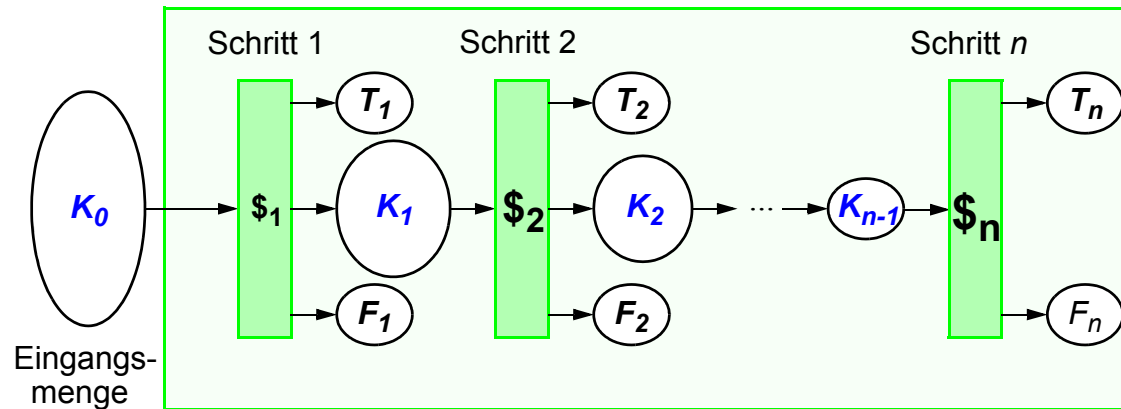 Schritt 1
Schritt 2
Schritt n
T1
T2
Tn
K0
$1
K1
$2
K2
...
Kn-1
$n
F1
F2
Fn
Eingangs-
menge